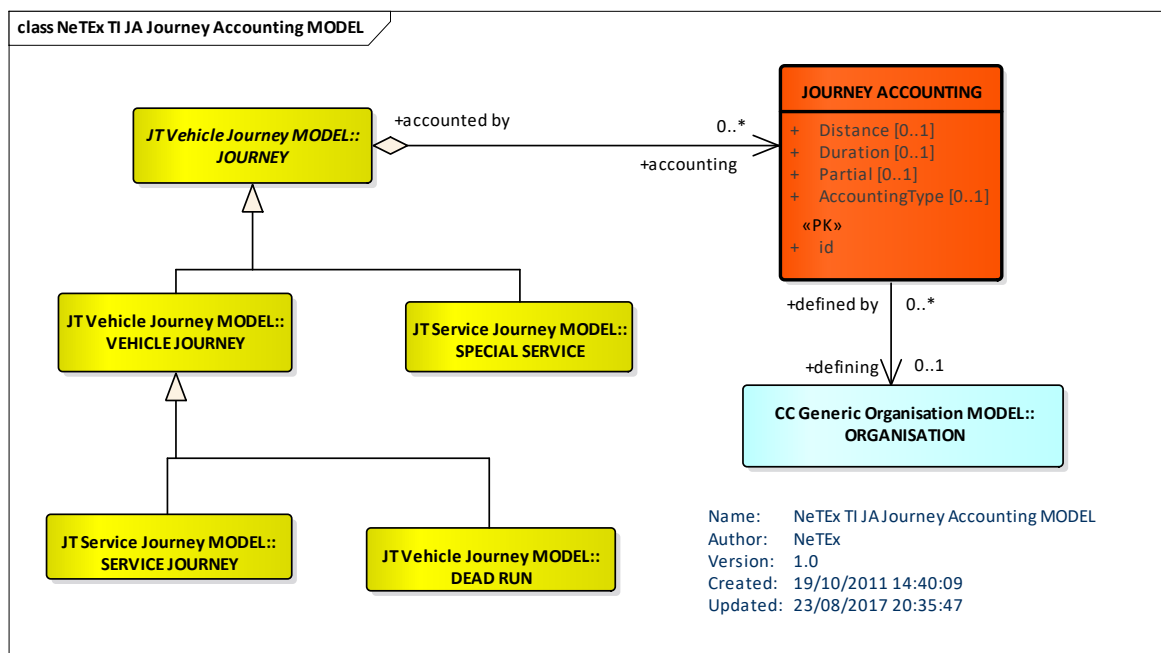 class NeTEx TI JA Journey Accounting MODEL
JT Vehicle Journey MODEL::
JOURNEY
+accounted by
0..*
+accounting
JOURNEY ACCOUNTING
+ Distance [0..1]
+ Duration [0..1]
+ Partial [0..1]
+ AccountingType [0..1]
«PK»
+ id
JT Vehicle Journey MODEL::
VEHICLE JOURNEY
JT Service Journey MODEL::
SPECIAL SERVICE
+defined by
0..*
+defining
0..1
CC Generic Organisation MODEL::
ORGANISATION
JT Service Journey MODEL::
SERVICE JOURNEY
JT Vehicle Journey MODEL::
DEAD RUN
Name: NeTEx TI JA Journey Accounting MODEL
Author: NeTEx
Version: 1.0
Created: 19/10/2011 14:40:09
Updated: 23/08/2017 20:35:47